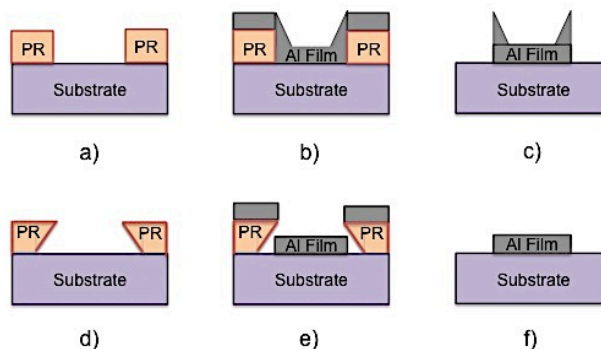 PR PR
Substrate
a)
PR PR
Al Film
Substrate
b)
Al Film
Substrate
c)
PR PR
Substrate
d)
PR PR
Al Film
Substrate
e)
Al Film
Substrate
f)